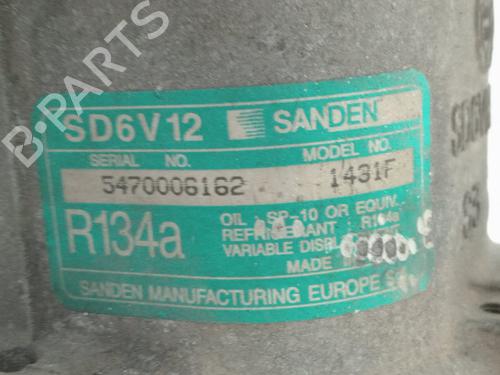 B-PARTS
SD6V12 SANDEN
SERIAL NO. MODEL NO.
5470006162 1431F
R134a
OIL SP-10 OR EQUIV.
REFRIGERANT R134a
VARIABLE
MADE
SANDEN MANUFACTURING EUROPE